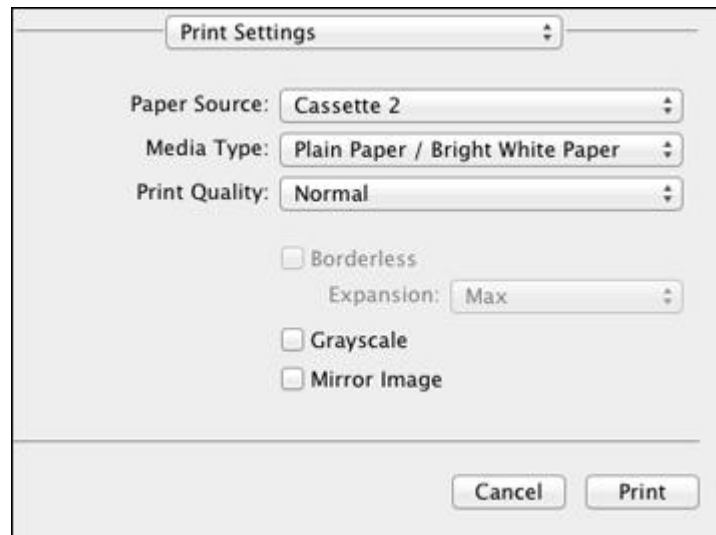 Print Settings
Paper Source: Cassette 2
Media Type: Plain Paper / Bright White Paper
Print Quality: Normal
Borderless
Expansion: Max
Grayscale
Mirror Image
Cancel Print